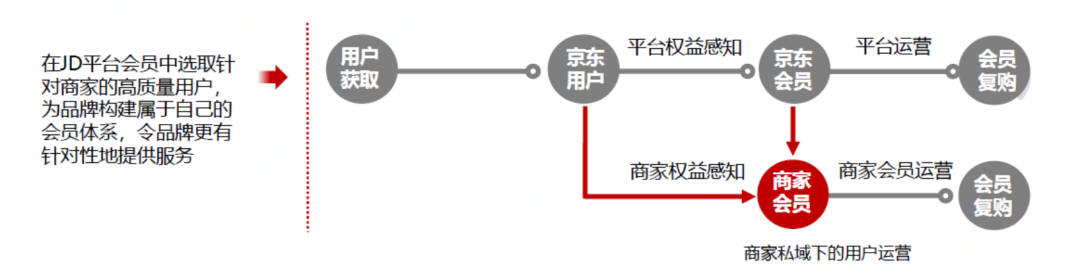 在JD平台会员中选取针
对商家的高质量用户，
为品牌构建属于自己的
会员体系，令品牌更有
针对性地提供服务
用户
获取
京东
用户
平台权益感知
京东
会员
平台运营
会员
复购
商家权益感知
商家
会员
商家会员运营
会员
复购
商家私域下的用户运营